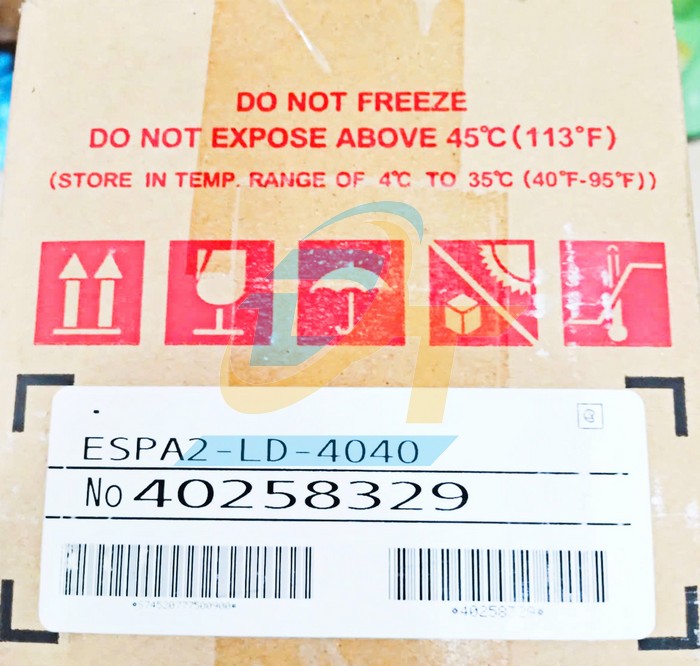 DO NOT FREEZE
DO NOT EXPOSE ABOVE 45℃(113°F)
(STORE IN TEMP. RANGE OF 4℃ TO 35℃ (40°F-95°F))
ESPA2-LD-4040
No 40258329
*40258329*